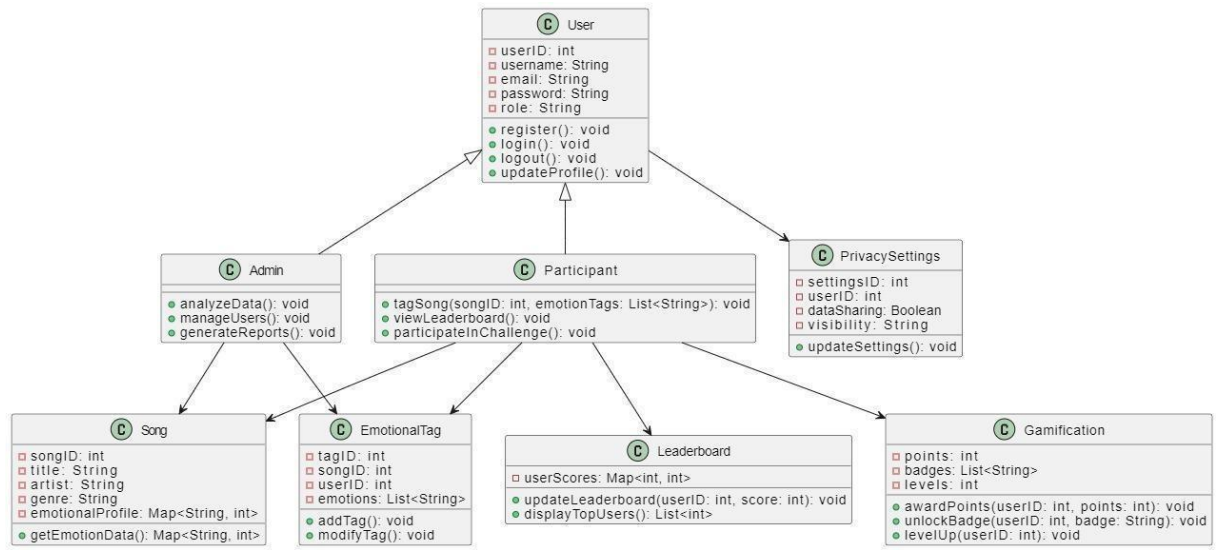 C User
userID: int
username: String
email: String
password: String
role: String
register(): void
login(): void
logout(): void
updateProfile(): void
C Admin
analyzeData(): void
manageUsers(): void
generateReports(): void
C Participant
tagSong(songID: int, emotionTags: List<String>): void
viewLeaderboard(): void
participateInChallenge(): void
C PrivacySettings
settingsID: int
userID: int
dataSharing: Boolean
visibility: String
updateSettings(): void
C Song
songID: int
title: String
artist: String
genre: String
emotionalProfile: Map<String, int>
getEmotionData(): Map<String, int>
C EmotionalTag
tagID: int
songID: int
userID: int
emotions: List<String>
addTag(): void
modifyTag(): void
C Leaderboard
userScores: Map<int, int>
updateLeaderboard(userID: int, score: int): void
displayTopUsers(): List<int>
C Gamification
points: int
badges: List<String>
levels: int
awardPoints(userID: int, points: int): void
unlockBadge(userID: int, badge: String): void
levelUp(userID: int): void